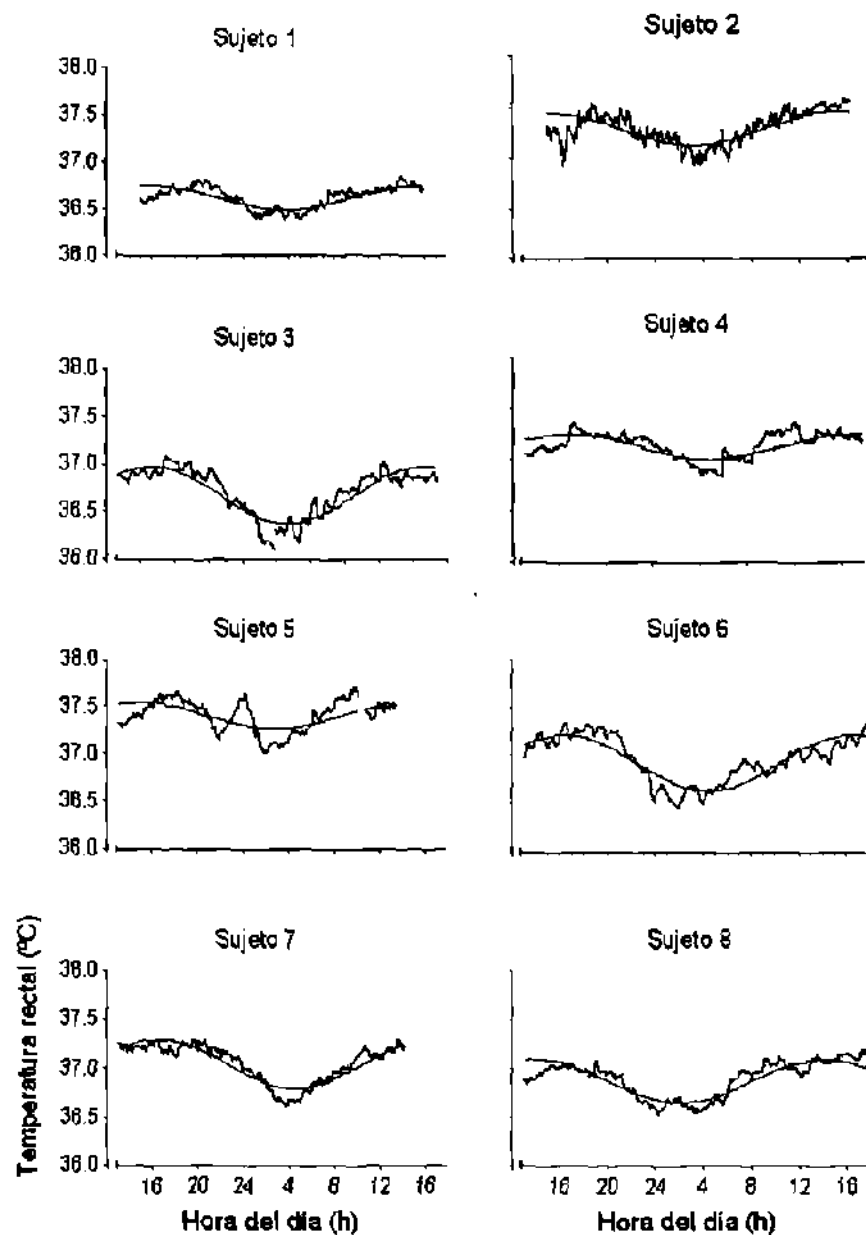 Sujeto 1
Sujeto 2
38.0
37.5
37.0
36.5
36.0
Sujeto 3
Sujeto 4
38.0
37.5
37.0
36.5
36.0
Sujeto 5
Sujeto 6
38.0
37.5
37.0
36.5
36.0
Sujeto 7
Sujeto 8
Temperatura rectal (ºC)
38.0
37.5
37.0
36.5
36.0
16 20 24 4 8 12 16
16 20 24 4 8 12 16
Hora del día (h)
Hora del día (h)